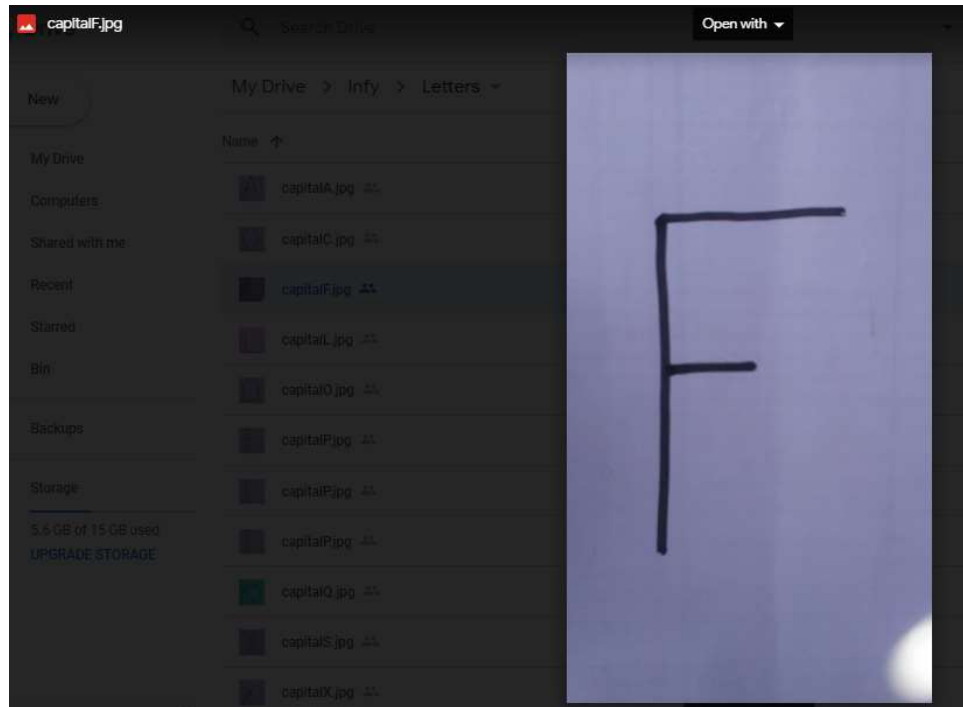 capitalF.jpg
Open with
Search Drive
New
My Drive > Infy > Letters
Name
My Drive
Computers
Shared with me
Recent
Starred
Bin
Backups
Storage
5.6 GB of 15 GB used
UPGRADE STORAGE
capitalA.jpg
capitalC.jpg
capitalF.jpg
capitalL.jpg
capitalO.jpg
capitalP.jpg
capitalP.jpg
capitalP.jpg
capitalQ.jpg
capitalS.jpg
capitalX.jpg
F